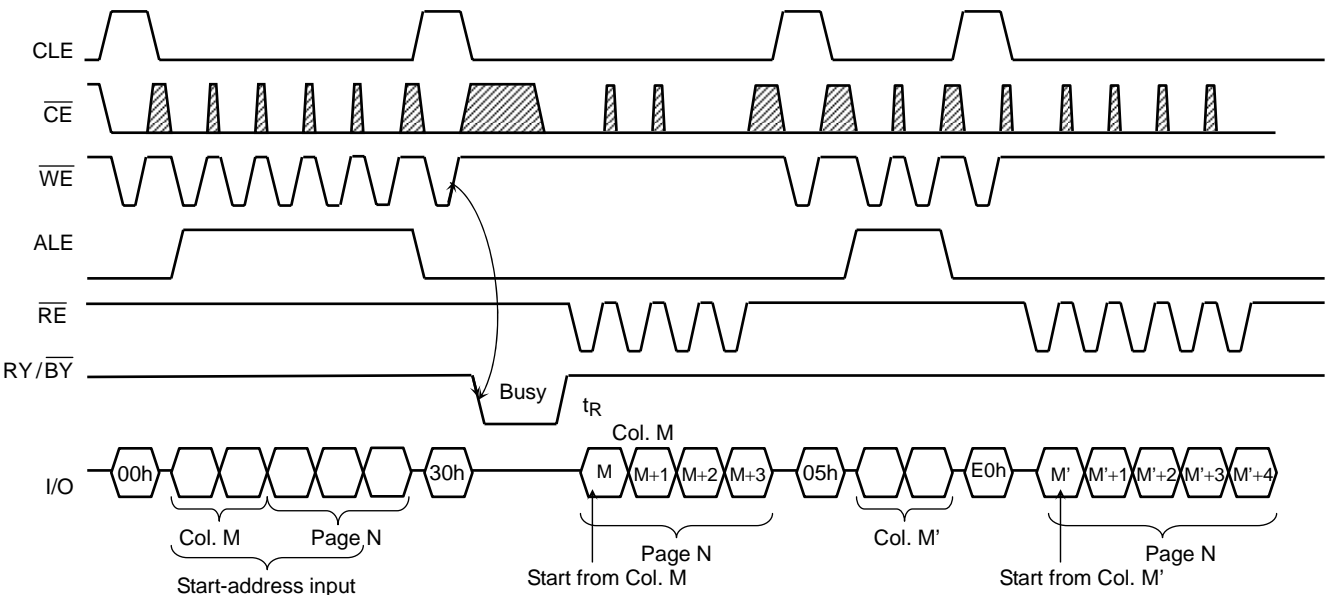 CLE
CE
WE
ALE
RE
RY/BY
Busy
tR
Col. M
I/O
00h
30h
M
M+1
M+2
M+3
05h
E0h
M'
M'+1
M'+2
M'+3
M'+4
Col. M
Page N
Start-address input
Page N
Start from Col. M
Col. M'
Page N
Start from Col. M'